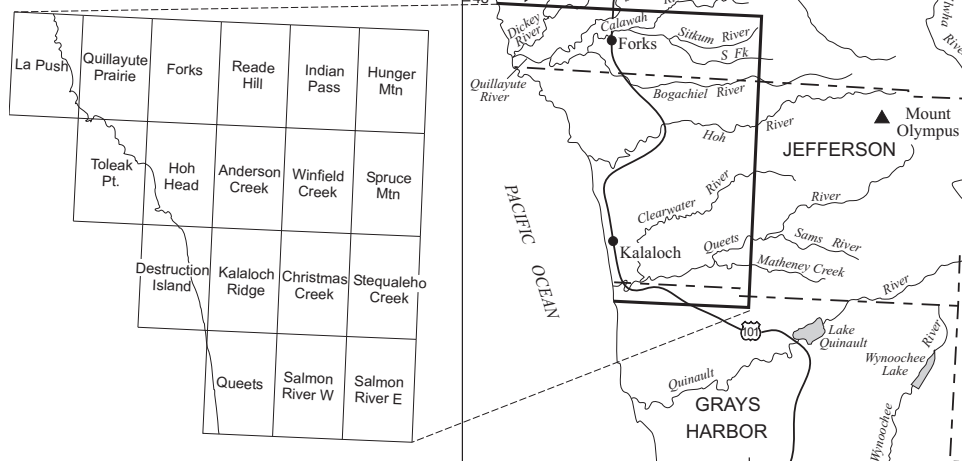 La Push
Quillayute
Prairie
Forks
Reade
Hill
Indian
Pass
Hunger
Mtn
Toleak
Pt.
Hoh
Head
Anderson
Creek
Winfield
Creek
Spruce
Mtn
Destruction
Island
Kalaloch
Ridge
Christmas
Creek
Stequaleho
Creek
Queets
Salmon
River W
Salmon
River E
Dickey
River
Calawah
River
Sitkum River
S Fk
Forks
Quillayute
River
Bogachiel River
Hoh River
Mount
Olympus
JEFFERSON
PACIFIC OCEAN
Clearwater River
River
Kalaloch
Queets
Sams River
Matheney Creek
River
101
Lake
Quinault
Wynoochee
Lake
River
Quinault
GRAYS
HARBOR
Wynoochee
River